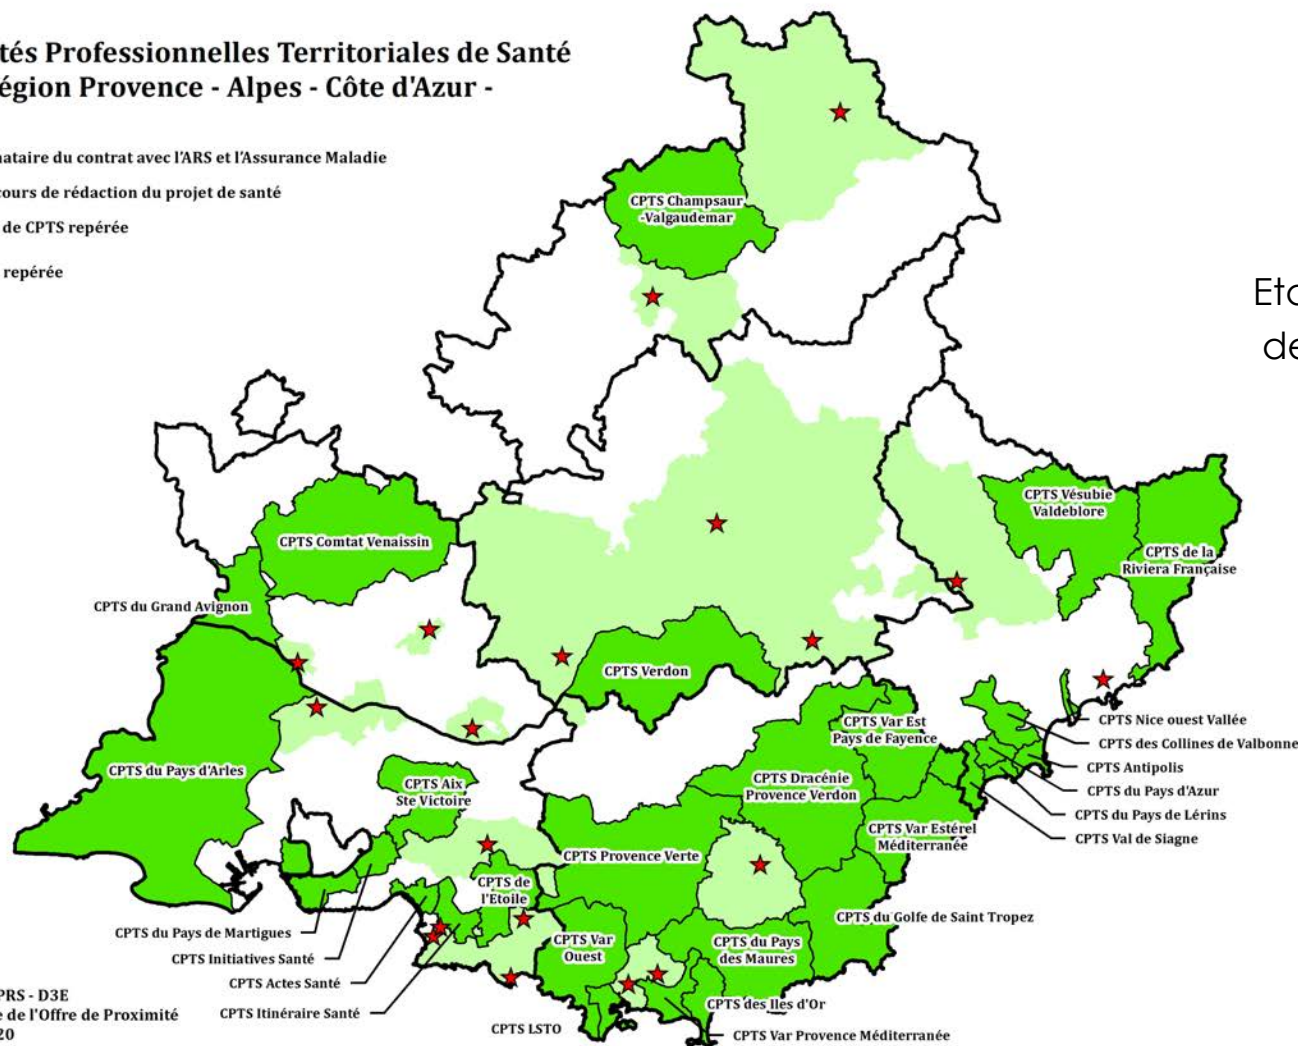 tés Professionnelles Territoriales de Santé
égion Provence - Alpes - Côte d'Azur -
nataire du contrat avec l'ARS et l'Assurance Maladie
cours de rédaction du projet de santé
de CPTS repérée
repérée
Eta
de
CPTS Champsaur
-Valgaudemar
CPTS Vésubie
Valdeblore
CPTS de la
Riviera Française
CPTS Comtat Venaissin
CPTS du Grand Avignon
CPTS Verdon
CPTS Var Est
Pays de Fayence
CPTS Nice ouest Vallée
CPTS des Collines de Valbonne
CPTS Antipolis
CPTS du Pays d'Azur
CPTS du Pays de Lérins
CPTS Val de Siagne
CPTS du Pays d'Arles
CPTS Aix
Ste Victoire
CPTS Dracénie
Provence Verdon
CPTS Var Estérel
Méditerranée
CPTS Provence Verte
CPTS de
l'Etoile
CPTS du Golfe de Saint Tropez
CPTS du Pays de Martigues
CPTS Initiatives Santé
CPTS Actes Santé
CPTS Itinéraire Santé
CPTS Var
Ouest
CPTS du Pays
des Maures
CPTS des Iles d'Or
CPTS LSTO
CPTS Var Provence Méditerranée
PRS - D3E
e de l'Offre de Proximité
20